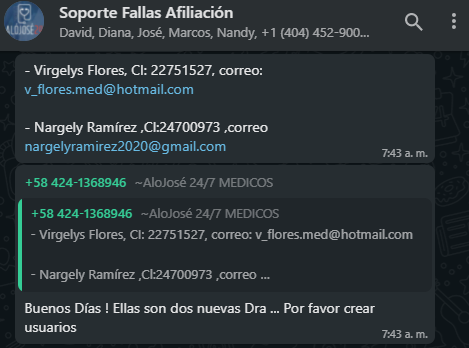 Soporte Fallas Afiliación
David, Diana, José, Marcos, Nandy, +1 (404) 452-900...
ALOJOSÉ
- Virgelys Flores, CI: 22751527, correo:
v_flores.med@hotmail.com
- Nargely Ramírez ,CI:24700973 ,correo
nargelyramirez2020@gmail.com
7:43 a. m.
+58 424-1368946 ~AloJosé 24/7 MEDICOS
+58 424-1368946 ~AloJosé 24/7 MEDICOS
- Virgelys Flores, CI: 22751527, correo: v_flores.med@hotmail.com
- Nargely Ramírez ,CI:24700973 ,correo ...
Buenos Días ! Ellas son dos nuevas Dra ... Por favor crear
usuarios
7:43 a. m.